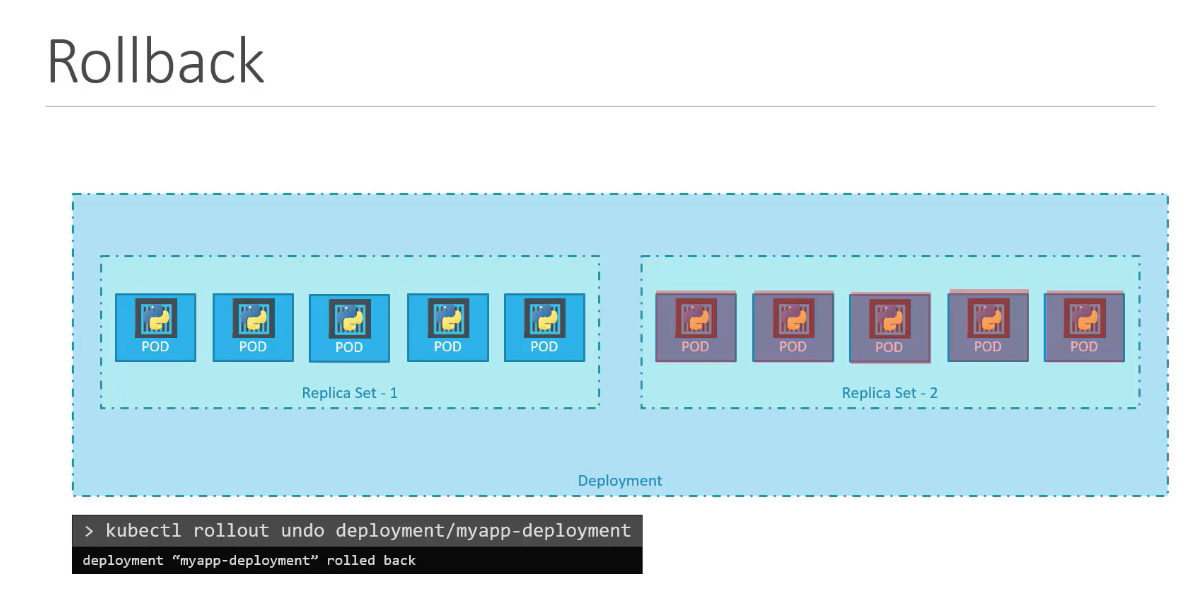 Rollback
POD POD POD POD POD POD POD POD POD POD
Replica Set - 1 Replica Set - 2
Deployment
> kubectl rollout undo deployment/myapp-deployment
deployment “myapp-deployment” rolled back